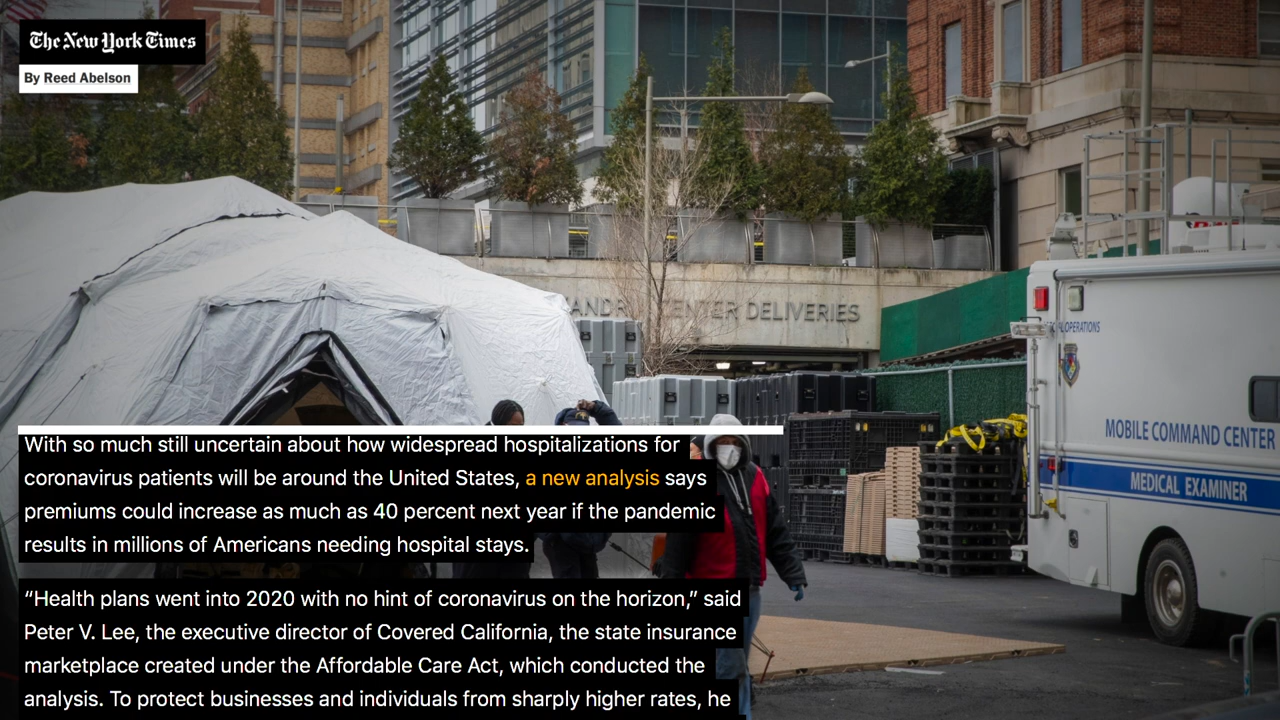 The New York Times
By Reed Abelson
CENTER DELIVERIES
OPERATIONS
MOBILE COMMAND CENTER
MEDICAL EXAMINER
With so much still uncertain about how widespread hospitalizations for
coronavirus patients will be around the United States, a new analysis says
premiums could increase as much as 40 percent next year if the pandemic
results in millions of Americans needing hospital stays.
“Health plans went into 2020 with no hint of coronavirus on the horizon,” said
Peter V. Lee, the executive director of Covered California, the state insurance
marketplace created under the Affordable Care Act, which conducted the
analysis. To protect businesses and individuals from sharply higher rates, he